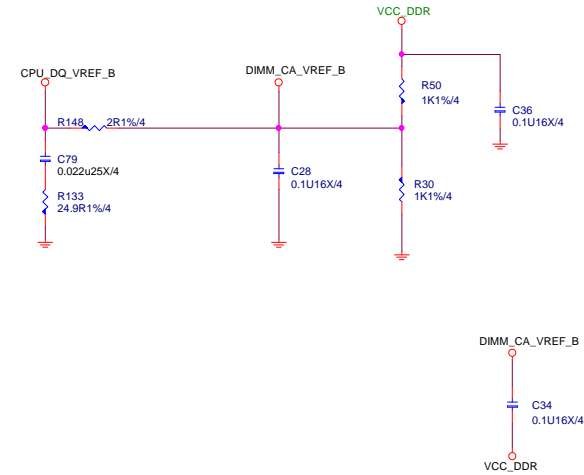 VCC_DDR
CPU_DQ_VREF_B
DIMM_CA_VREF_B
R50
1K1%/4
C36
0.1U16X/4
R148
2R1%/4
C79
0.022u25X/4
C28
0.1U16X/4
R30
1K1%/4
R133
24.9R1%/4
DIMM_CA_VREF_B
C34
0.1U16X/4
VCC_DDR